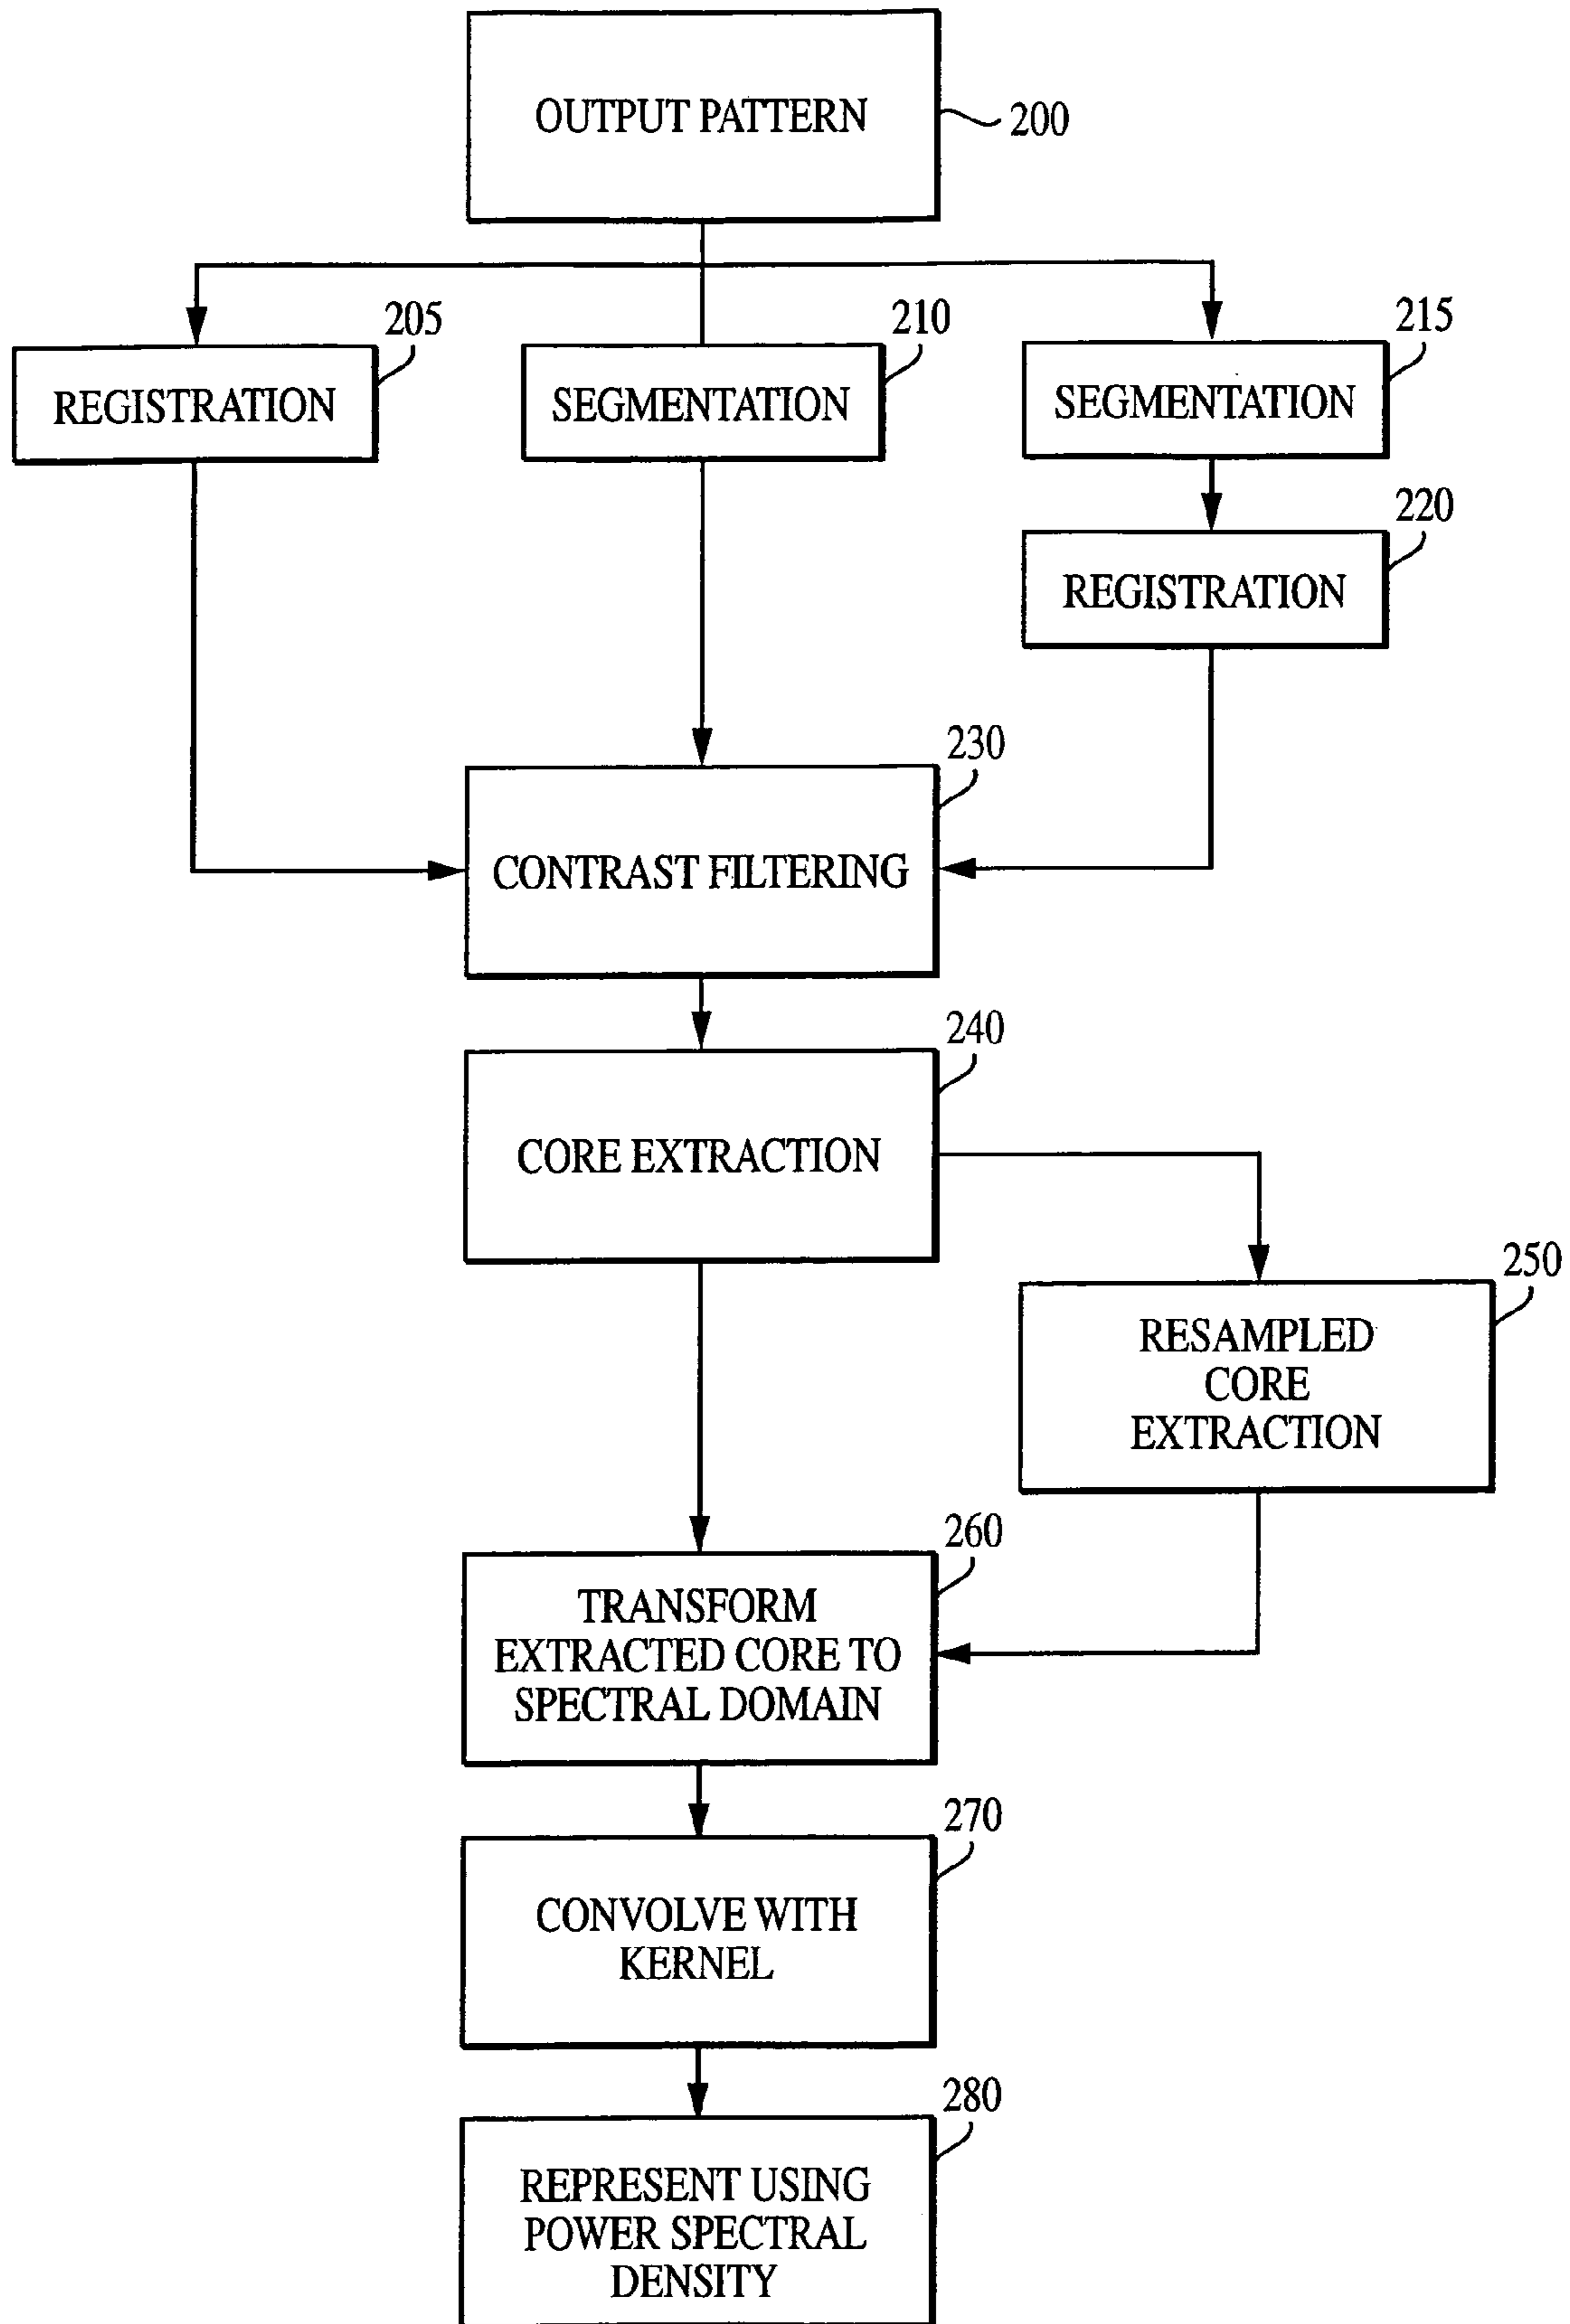 OUTPUT PATTERN
200
205
210
215
REGISTRATION
SEGMENTATION
SEGMENTATION
220
REGISTRATION
230
CONTRAST FILTERING
240
CORE EXTRACTION
250
RESAMPLED
CORE
EXTRACTION
260
TRANSFORM
EXTRACTED CORE TO
SPECTRAL DOMAIN
270
CONVOLVE WITH
KERNEL
280
REPRESENT USING
POWER SPECTRAL
DENSITY